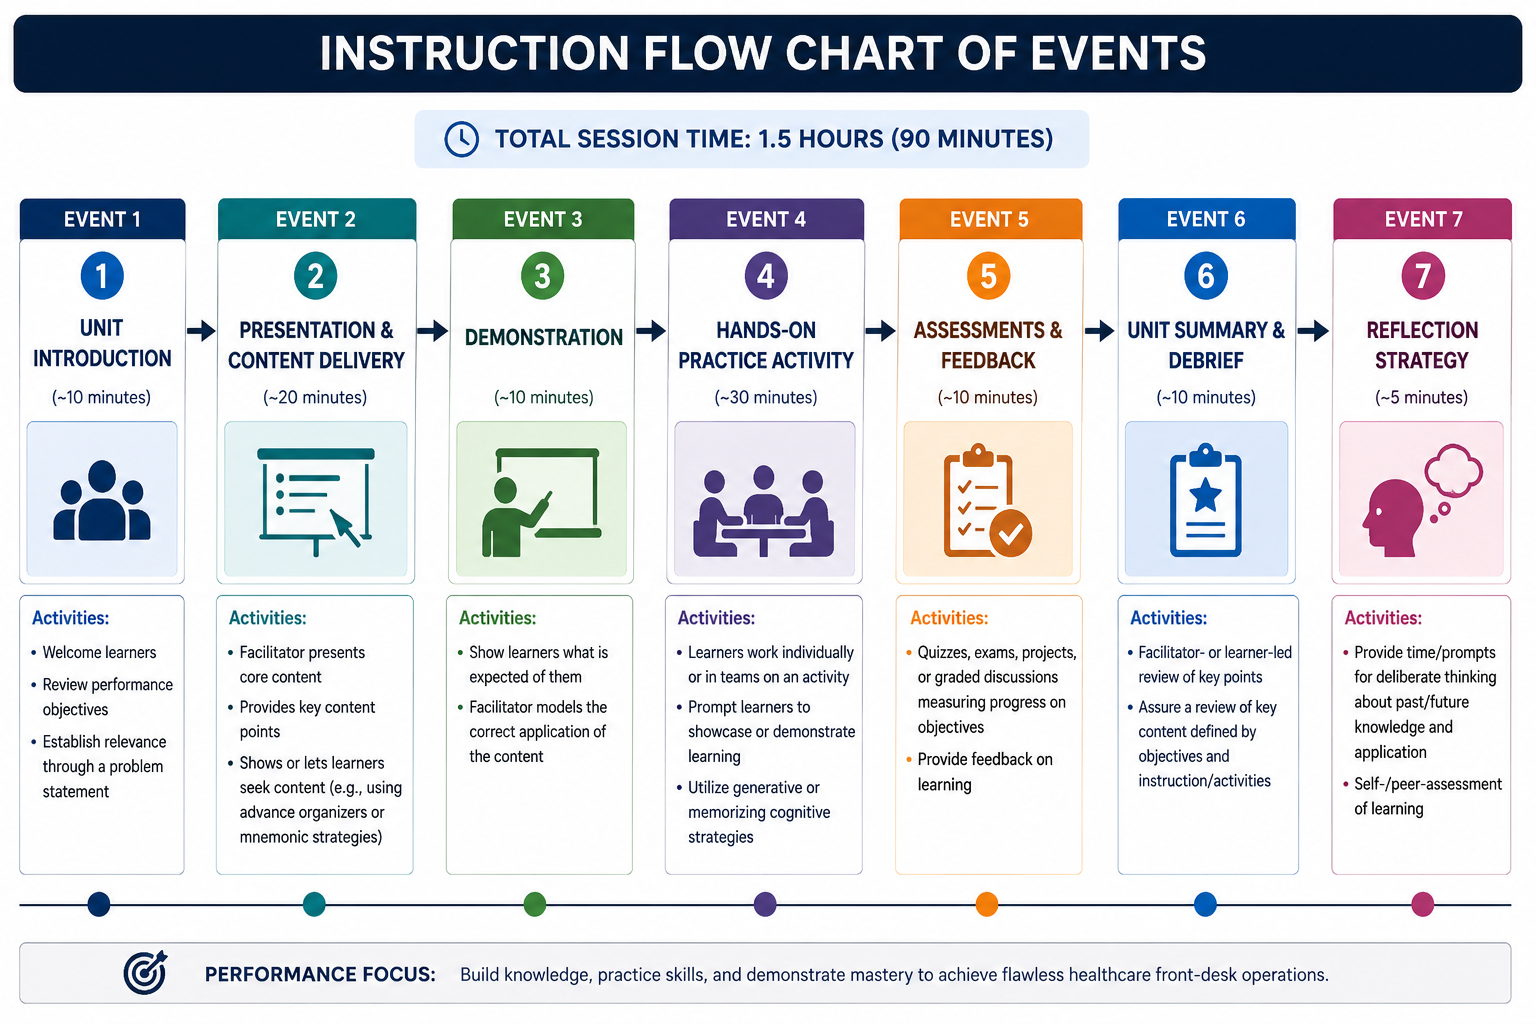 INSTRUCTION FLOW CHART OF EVENTS
TOTAL SESSION TIME: 1.5 HOURS (90 MINUTES)
EVENT 1
1
UNIT
INTRODUCTION
(~10 minutes)
Activities:
• Welcome learners
• Review performance
objectives
• Establish relevance
through a problem
statement
EVENT 2
2
PRESENTATION &
CONTENT DELIVERY
(~20 minutes)
Activities:
• Facilitator presents
core content
• Provides key content
points
• Shows or lets learners
seek content (e.g., using
advance organizers or
mnemonic strategies)
EVENT 3
3
DEMONSTRATION
(~10 minutes)
Activities:
• Show learners what is
expected of them
• Facilitator models the
correct application of
the content
EVENT 4
4
HANDS-ON
PRACTICE ACTIVITY
(~30 minutes)
Activities:
• Learners work individually
or in teams on an activity
• Prompt learners to
showcase or demonstrate
learning
• Utilize generative or
memorizing cognitive
strategies
EVENT 5
5
ASSESSMENTS &
FEEDBACK
(~10 minutes)
Activities:
• Quizzes, exams, projects,
or graded discussions
measuring progress on
objectives
• Provide feedback on
learning
EVENT 6
6
UNIT SUMMARY &
DEBRIEF
(~10 minutes)
Activities:
• Facilitator- or learner-led
review of key points
• Assure a review of key
content defined by
objectives and
instruction/activities
EVENT 7
7
REFLECTION
STRATEGY
(~5 minutes)
Activities:
• Provide time/prompts
for deliberate thinking
about past/future
knowledge and
application
• Self-/peer-assessment
of learning
PERFORMANCE FOCUS: Build knowledge, practice skills, and demonstrate mastery to achieve flawless healthcare front-desk operations.